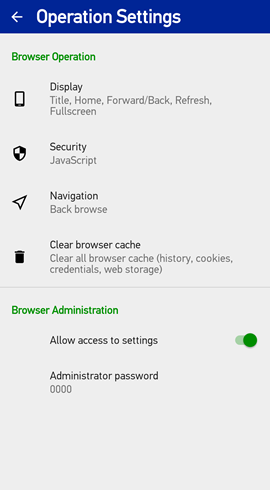 Operation Settings
Browser Operation
Display
Title, Home, Forward/Back, Refresh,
Fullscreen
Security
JavaScript
Navigation
Back browse
Clear browser cache
Clear all browser cache (history, cookies,
credentials, web storage)
Browser Administration
Allow access to settings
Administrator password
0000